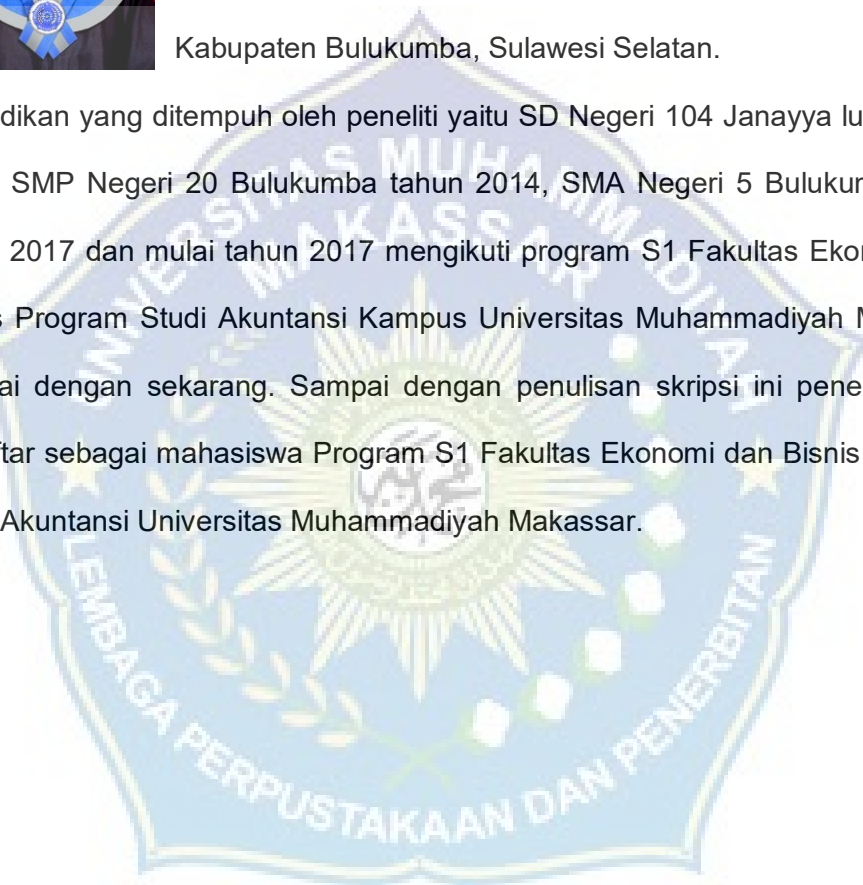 Kabupaten Bulukumba, Sulawesi Selatan.
dikan yang ditempuh oleh peneliti yaitu SD Negeri 104 Janayya lu
SMP Negeri 20 Bulukumba tahun 2014, SMA Negeri 5 Bulukur
2017 dan mulai tahun 2017 mengikuti program S1 Fakultas Ekor
s Program Studi Akuntansi Kampus Universitas Muhammadiyah M
ai dengan sekarang. Sampai dengan penulisan skripsi ini pene
tar sebagai mahasiswa Program S1 Fakultas Ekonomi dan Bisnis
Akuntansi Universitas Muhammadiyah Makassar.
UNIVERSITAS MUHAMMADIYAH
MAKASSAR
LEMBAGA PERPUSTAKAAN DAN PENERBITAN